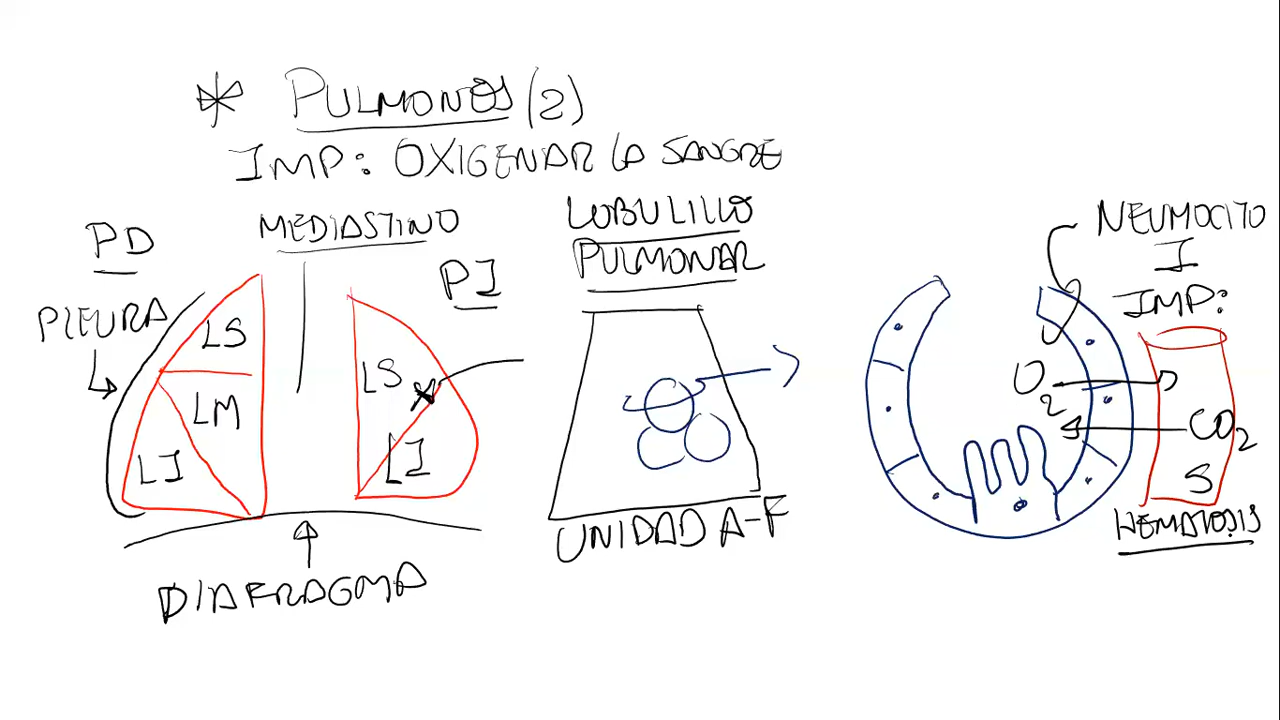 * PULMONES (2)
IMP: OXIGENAR LA SANGRE
PD
PLEURA
LS
LM
LI
MEDIASTINO
PI
LS
LI
DIAFRAGMA
LOBULILLO
PULMONAR
UNIDAD A-F
NEUMOCITO
I
IMP:
O2
CO2
S
HEMATOSIS